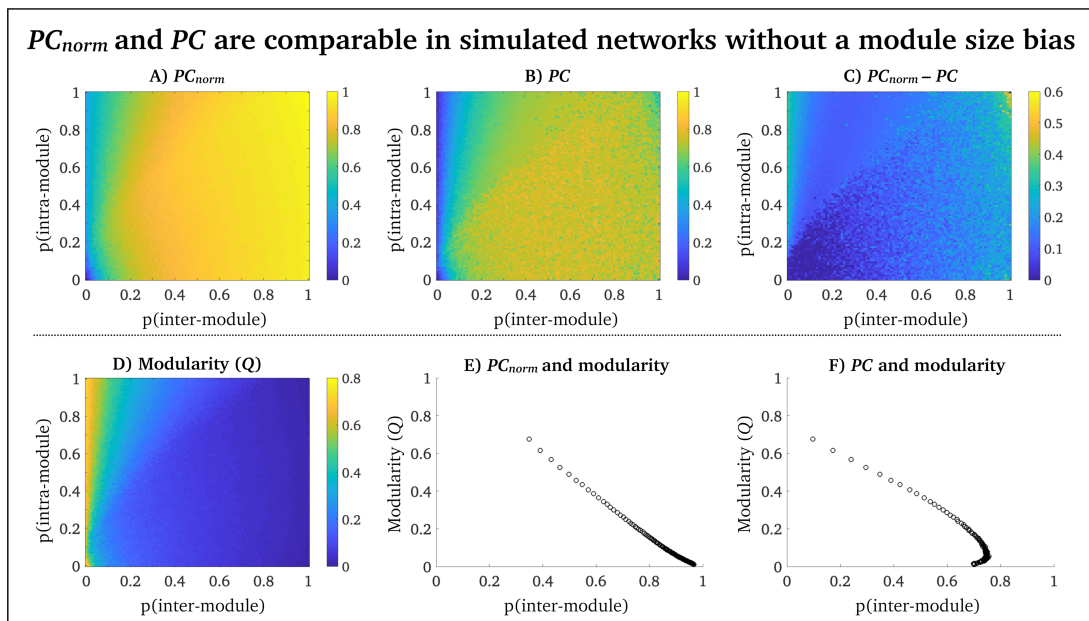 PCnorm and PC are comparable in simulated networks without a module size bias
A) PCnorm
B) PC
C) PCnorm – PC
p(intra-module)
1
0.8
0.6
0.4
0.2
0
0 0.2 0.4 0.6 0.8 1
p(inter-module)
1
0.8
0.6
0.4
0.2
0
p(intra-module)
1
0.8
0.6
0.4
0.2
0
0 0.2 0.4 0.6 0.8 1
p(inter-module)
1
0.8
0.6
0.4
0.2
0
p(intra-module)
1
0.8
0.6
0.4
0.2
0
0 0.2 0.4 0.6 0.8 1
p(inter-module)
0.6
0.5
0.4
0.3
0.2
0.1
0
D) Modularity (Q)
E) PCnorm and modularity
F) PC and modularity
p(intra-module)
1
0.8
0.6
0.4
0.2
0
0 0.2 0.4 0.6 0.8 1
p(inter-module)
0.8
0.6
0.4
0.2
0
Modularity (Q)
1
0.8
0.6
0.4
0.2
0
0 0.2 0.4 0.6 0.8 1
p(inter-module)
Modularity (Q)
1
0.8
0.6
0.4
0.2
0
0 0.2 0.4 0.6 0.8 1
p(inter-module)